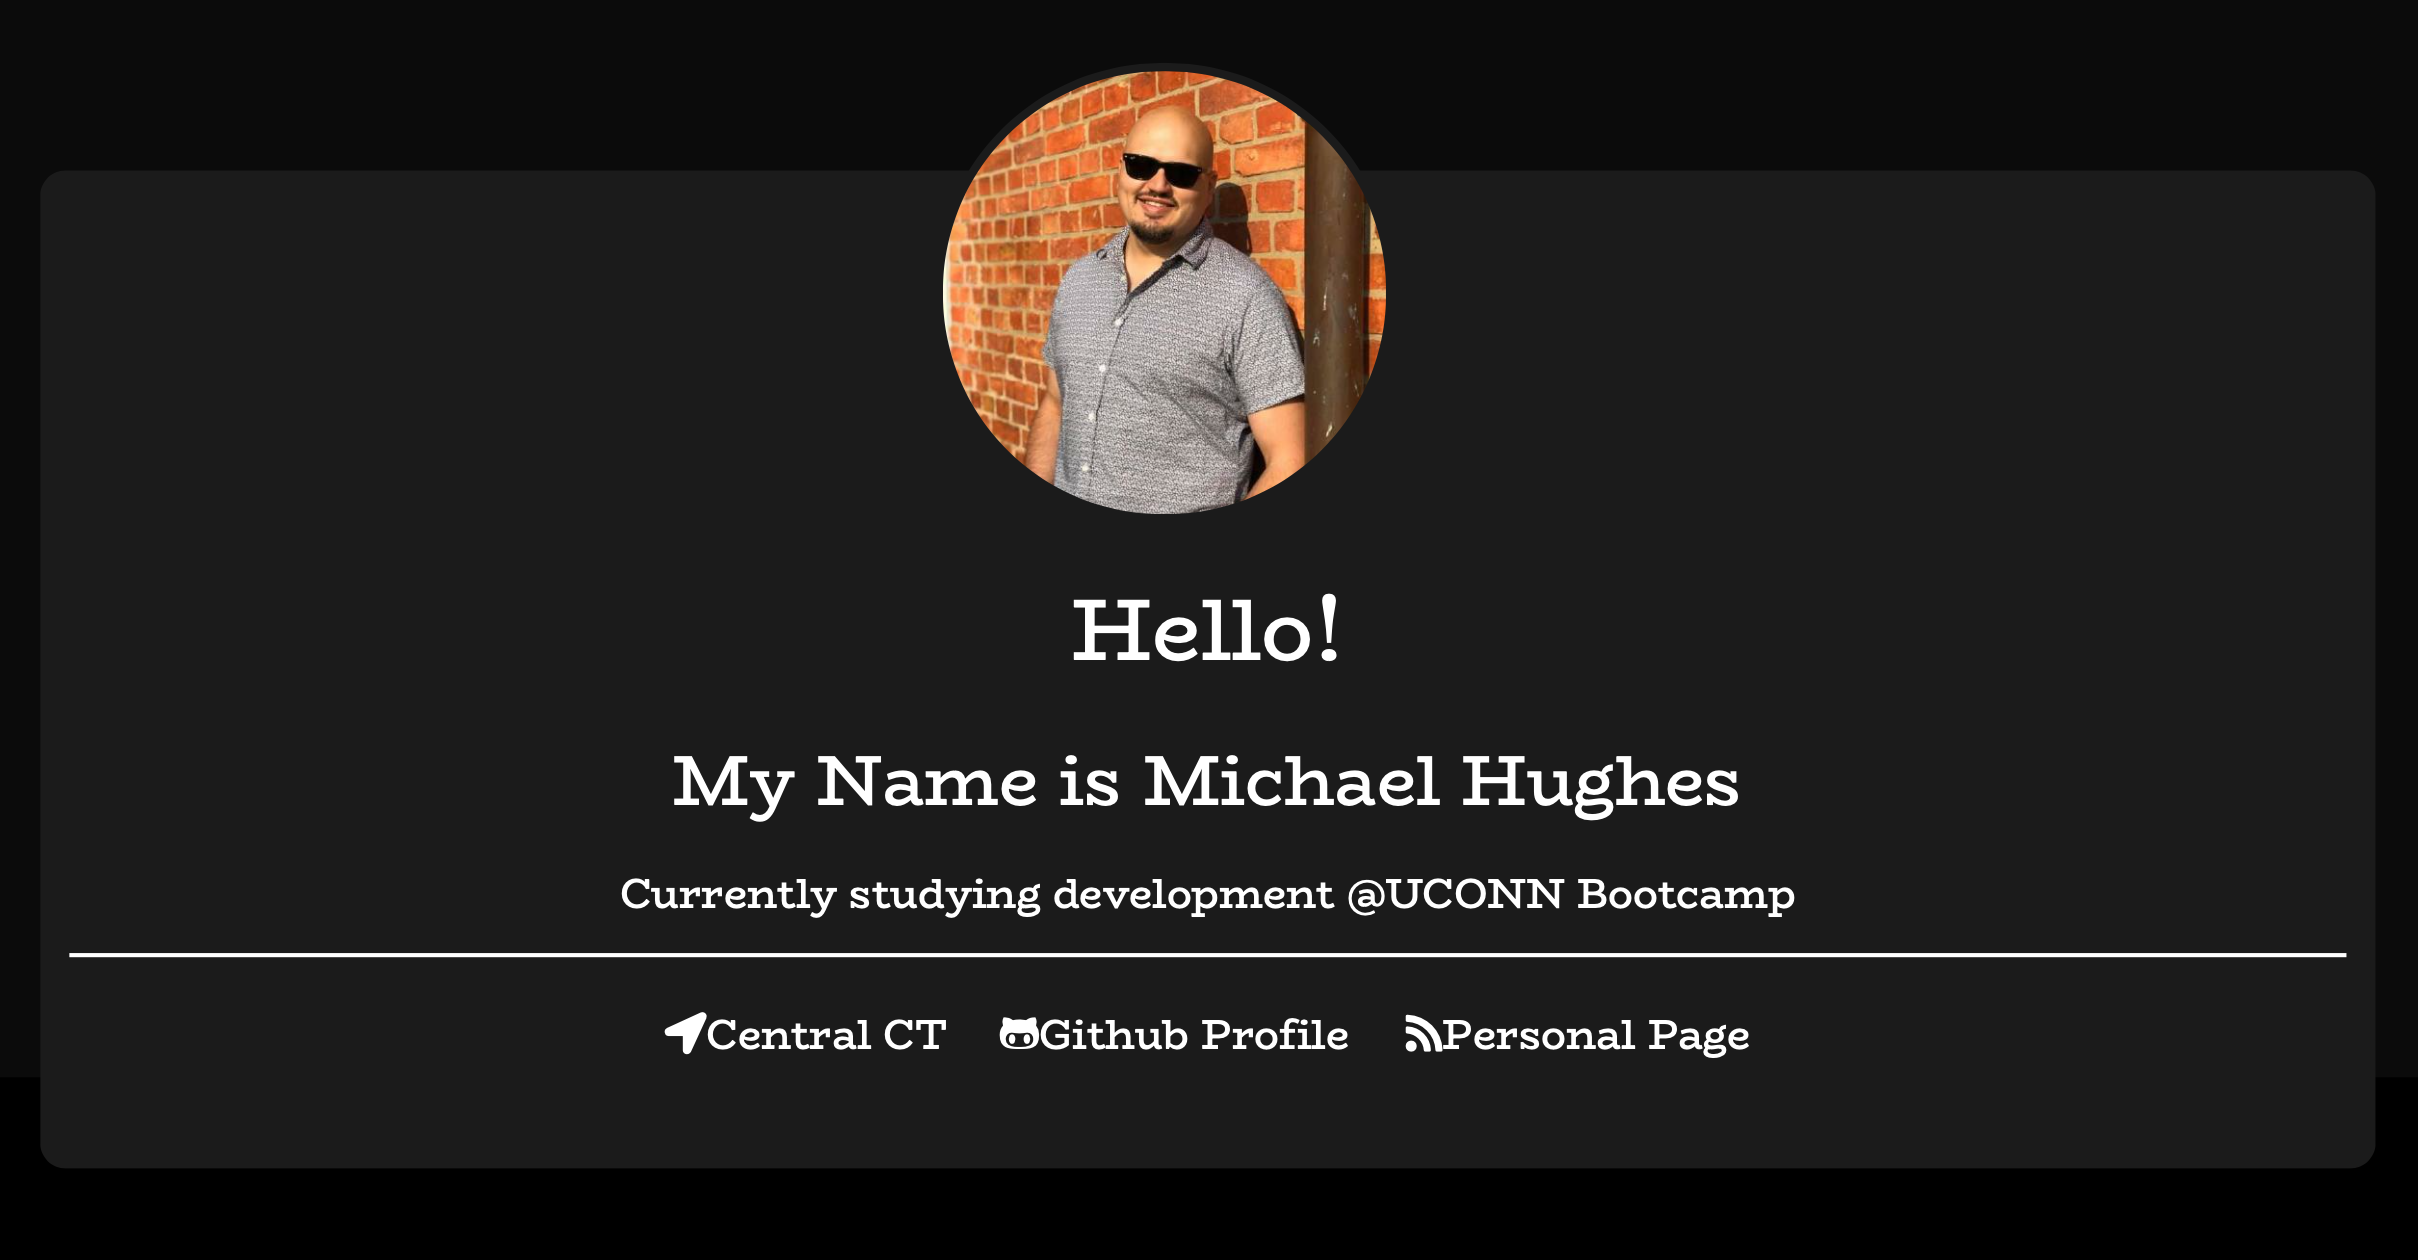 Hello!
My Name is Michael Hughes
Currently studying development @UCONN Bootcamp
Central CT Github Profile Personal Page